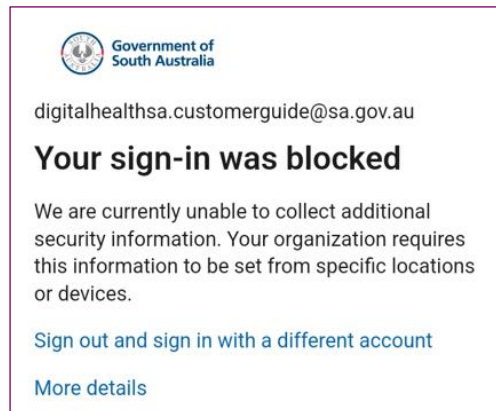 Government of
South Australia
digitalhealthsa.customerguide@sa.gov.au
Your sign-in was blocked
We are currently unable to collect additional
security information. Your organization requires
this information to be set from specific locations
or devices.
Sign out and sign in with a different account
More details